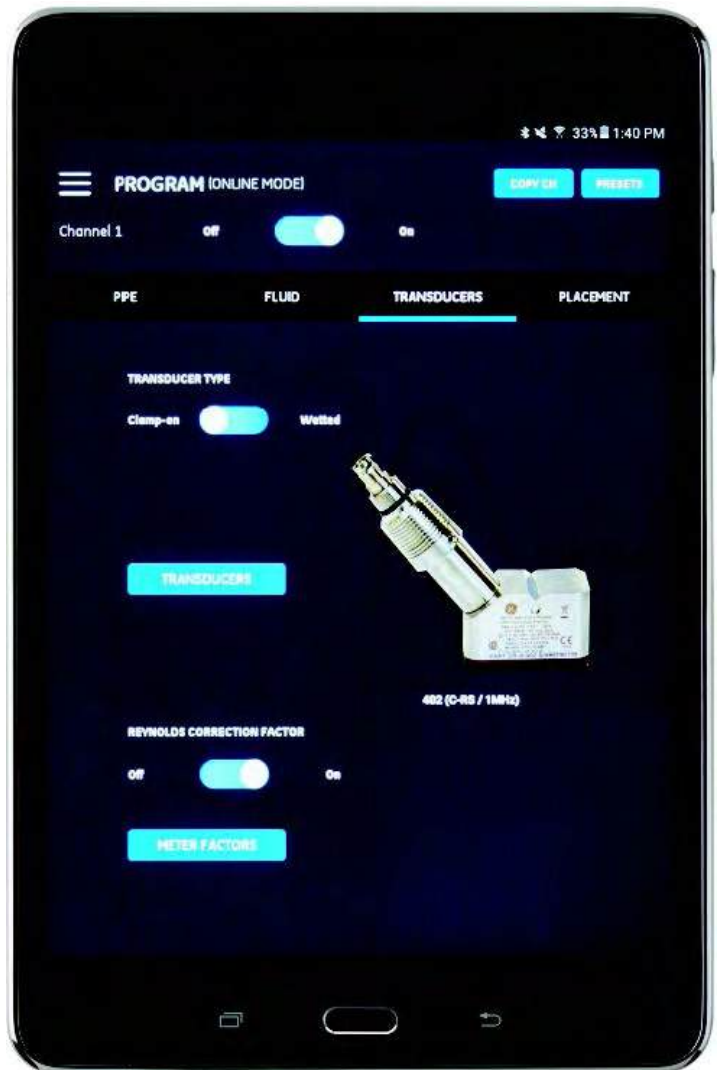 33% 1:40 PM
PROGRAM (ONLINE MODE)
COPY CH
PRESETS
Channel 1 Off On
PIPE FLUID TRANSDUCERS PLACEMENT
TRANSDUCER TYPE
Clamp-on Wetted
TRANSDUCERS
CE
402 (C-RS / 1MHz)
REYNOLDS CORRECTION FACTOR
Off On
METER FACTORS